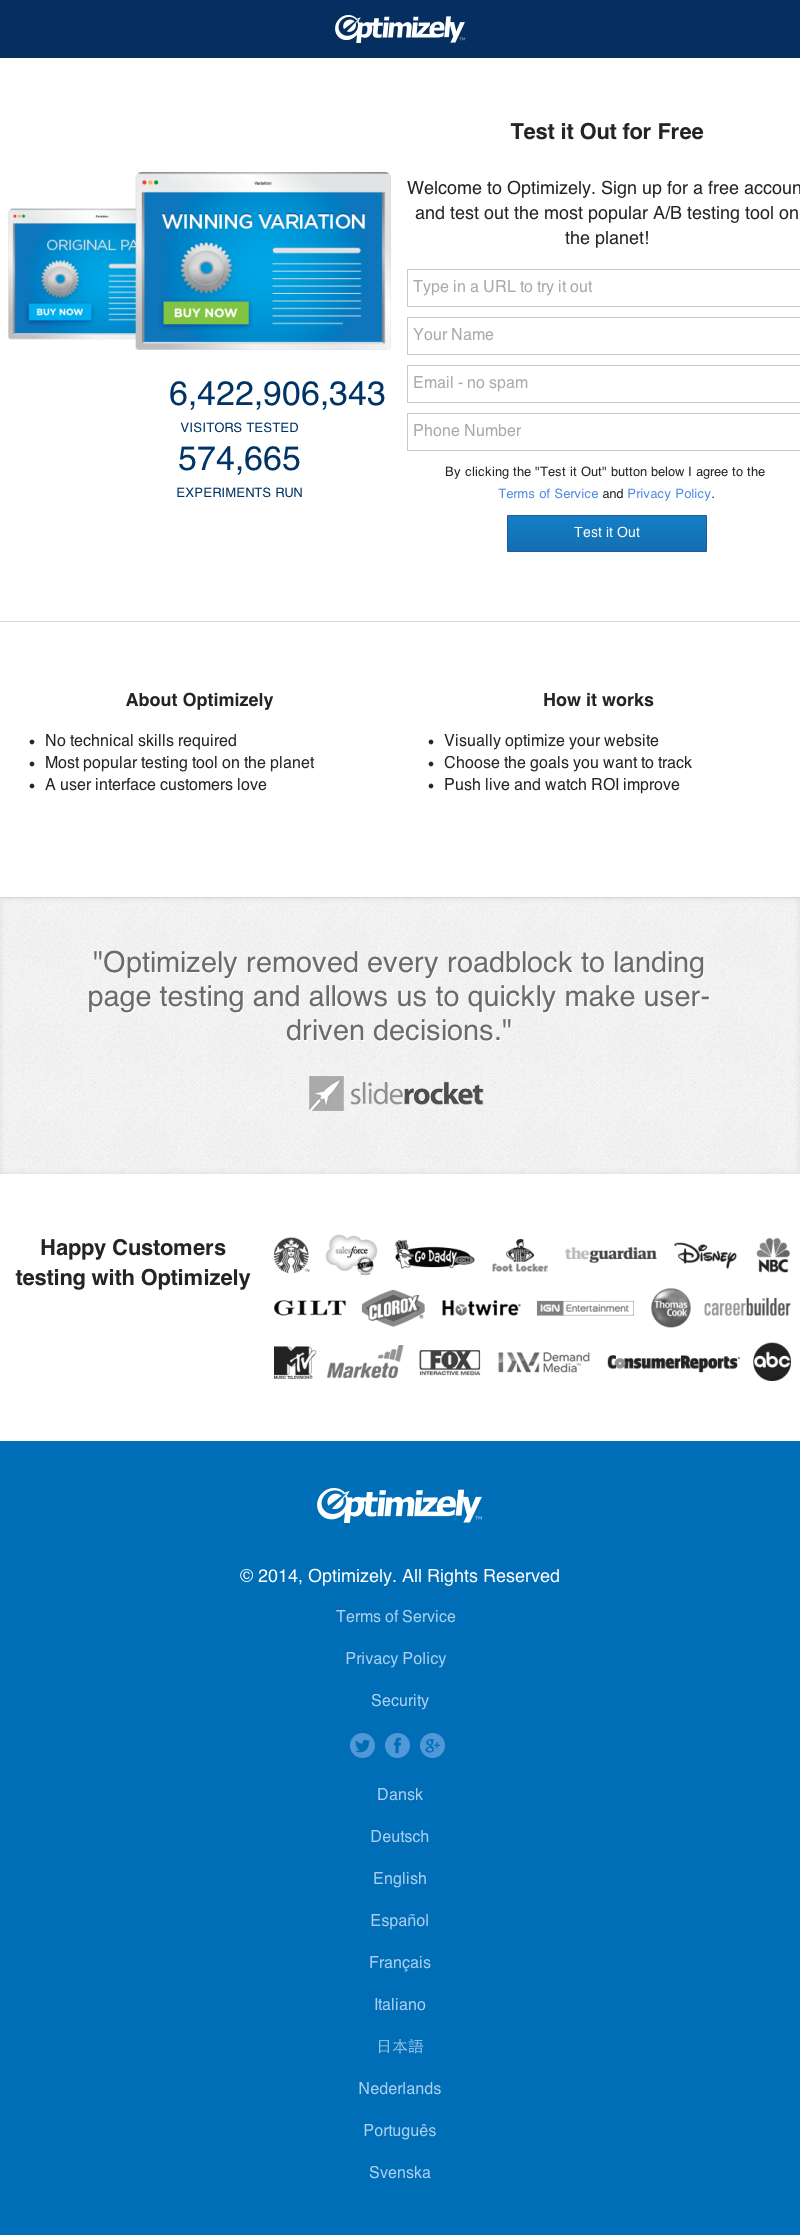 Optimizely
Test it Out for Free
Welcome to Optimizely. Sign up for a free accoun
and test out the most popular A/B testing tool on
the planet!
Variation
WINNING VARIATION
ORIGINAL PA
BUY NOW
BUY NOW
Type in a URL to try it out
Your Name
Email - no spam
Phone Number
6,422,906,343
VISITORS TESTED
574,665
EXPERIMENTS RUN
By clicking the "Test it Out" button below I agree to the
Terms of Service and Privacy Policy.
Test it Out
About Optimizely
No technical skills required
Most popular testing tool on the planet
A user interface customers love
How it works
Visually optimize your website
Choose the goals you want to track
Push live and watch ROI improve
"Optimizely removed every roadblock to landing
page testing and allows us to quickly make user-
driven decisions."
sliderocket
Happy Customers
testing with Optimizely
salesforce
Go Daddy.com
Foot Locker
theguardian
Disney
NBC
GILT
CLOROX
Hotwire
IGN Entertainment
Thomas
Cook
careerbuilder
MTV
MUSIC TELEVISION
Marketo
FOX
INTERACTIVE MEDIA
Demand
Media
ConsumerReports
abc
Optimizely
© 2014, Optimizely. All Rights Reserved
Terms of Service
Privacy Policy
Security
Dansk
Deutsch
English
Español
Français
Italiano
日本語
Nederlands
Português
Svenska